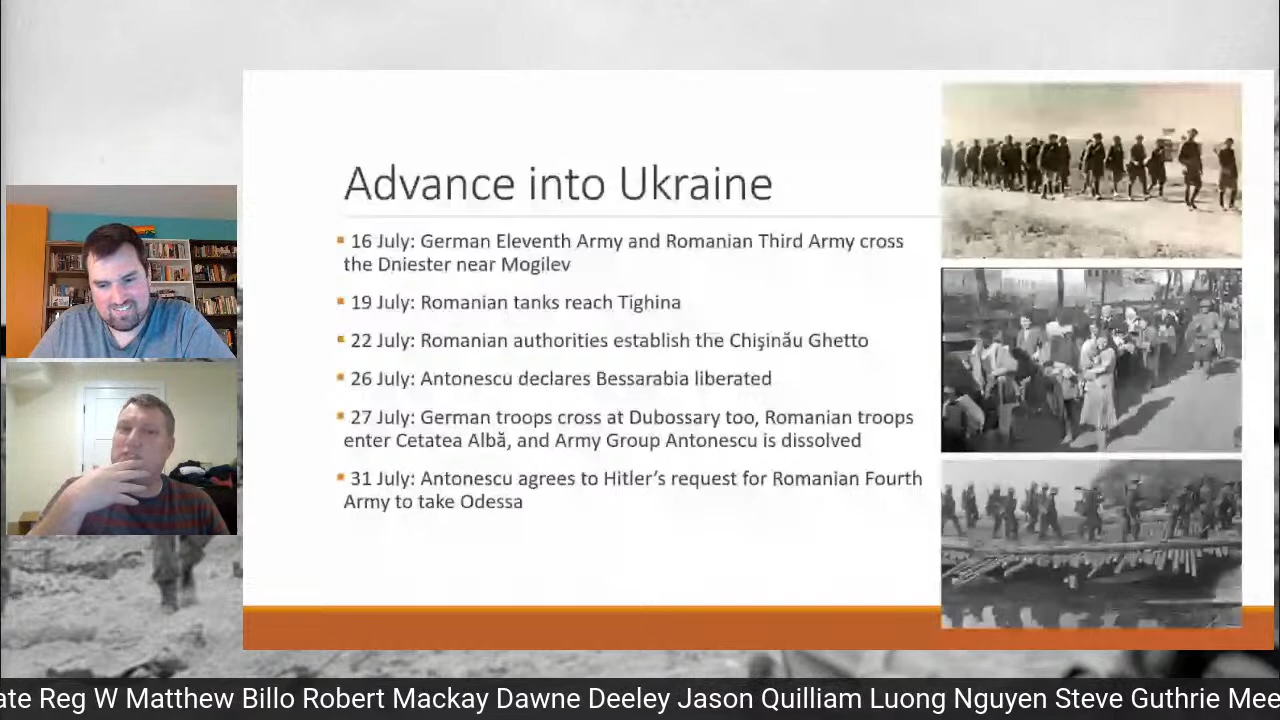 Advance into Ukraine
16 July: German Eleventh Army and Romanian Third Army cross
the Dniester near Mogilev
19 July: Romanian tanks reach Tighina
22 July: Romanian authorities establish the Chişinău Ghetto
26 July: Antonescu declares Bessarabia liberated
27 July: German troops cross at Dubossary too, Romanian troops
enter Cetatea Albă, and Army Group Antonescu is dissolved
31 July: Antonescu agrees to Hitler’s request for Romanian Fourth
Army to take Odessa
Reg W Matthew Billo Robert Mackay Dawne Deeley Jason Quilliam Luong Nguyen Steve Guthrie